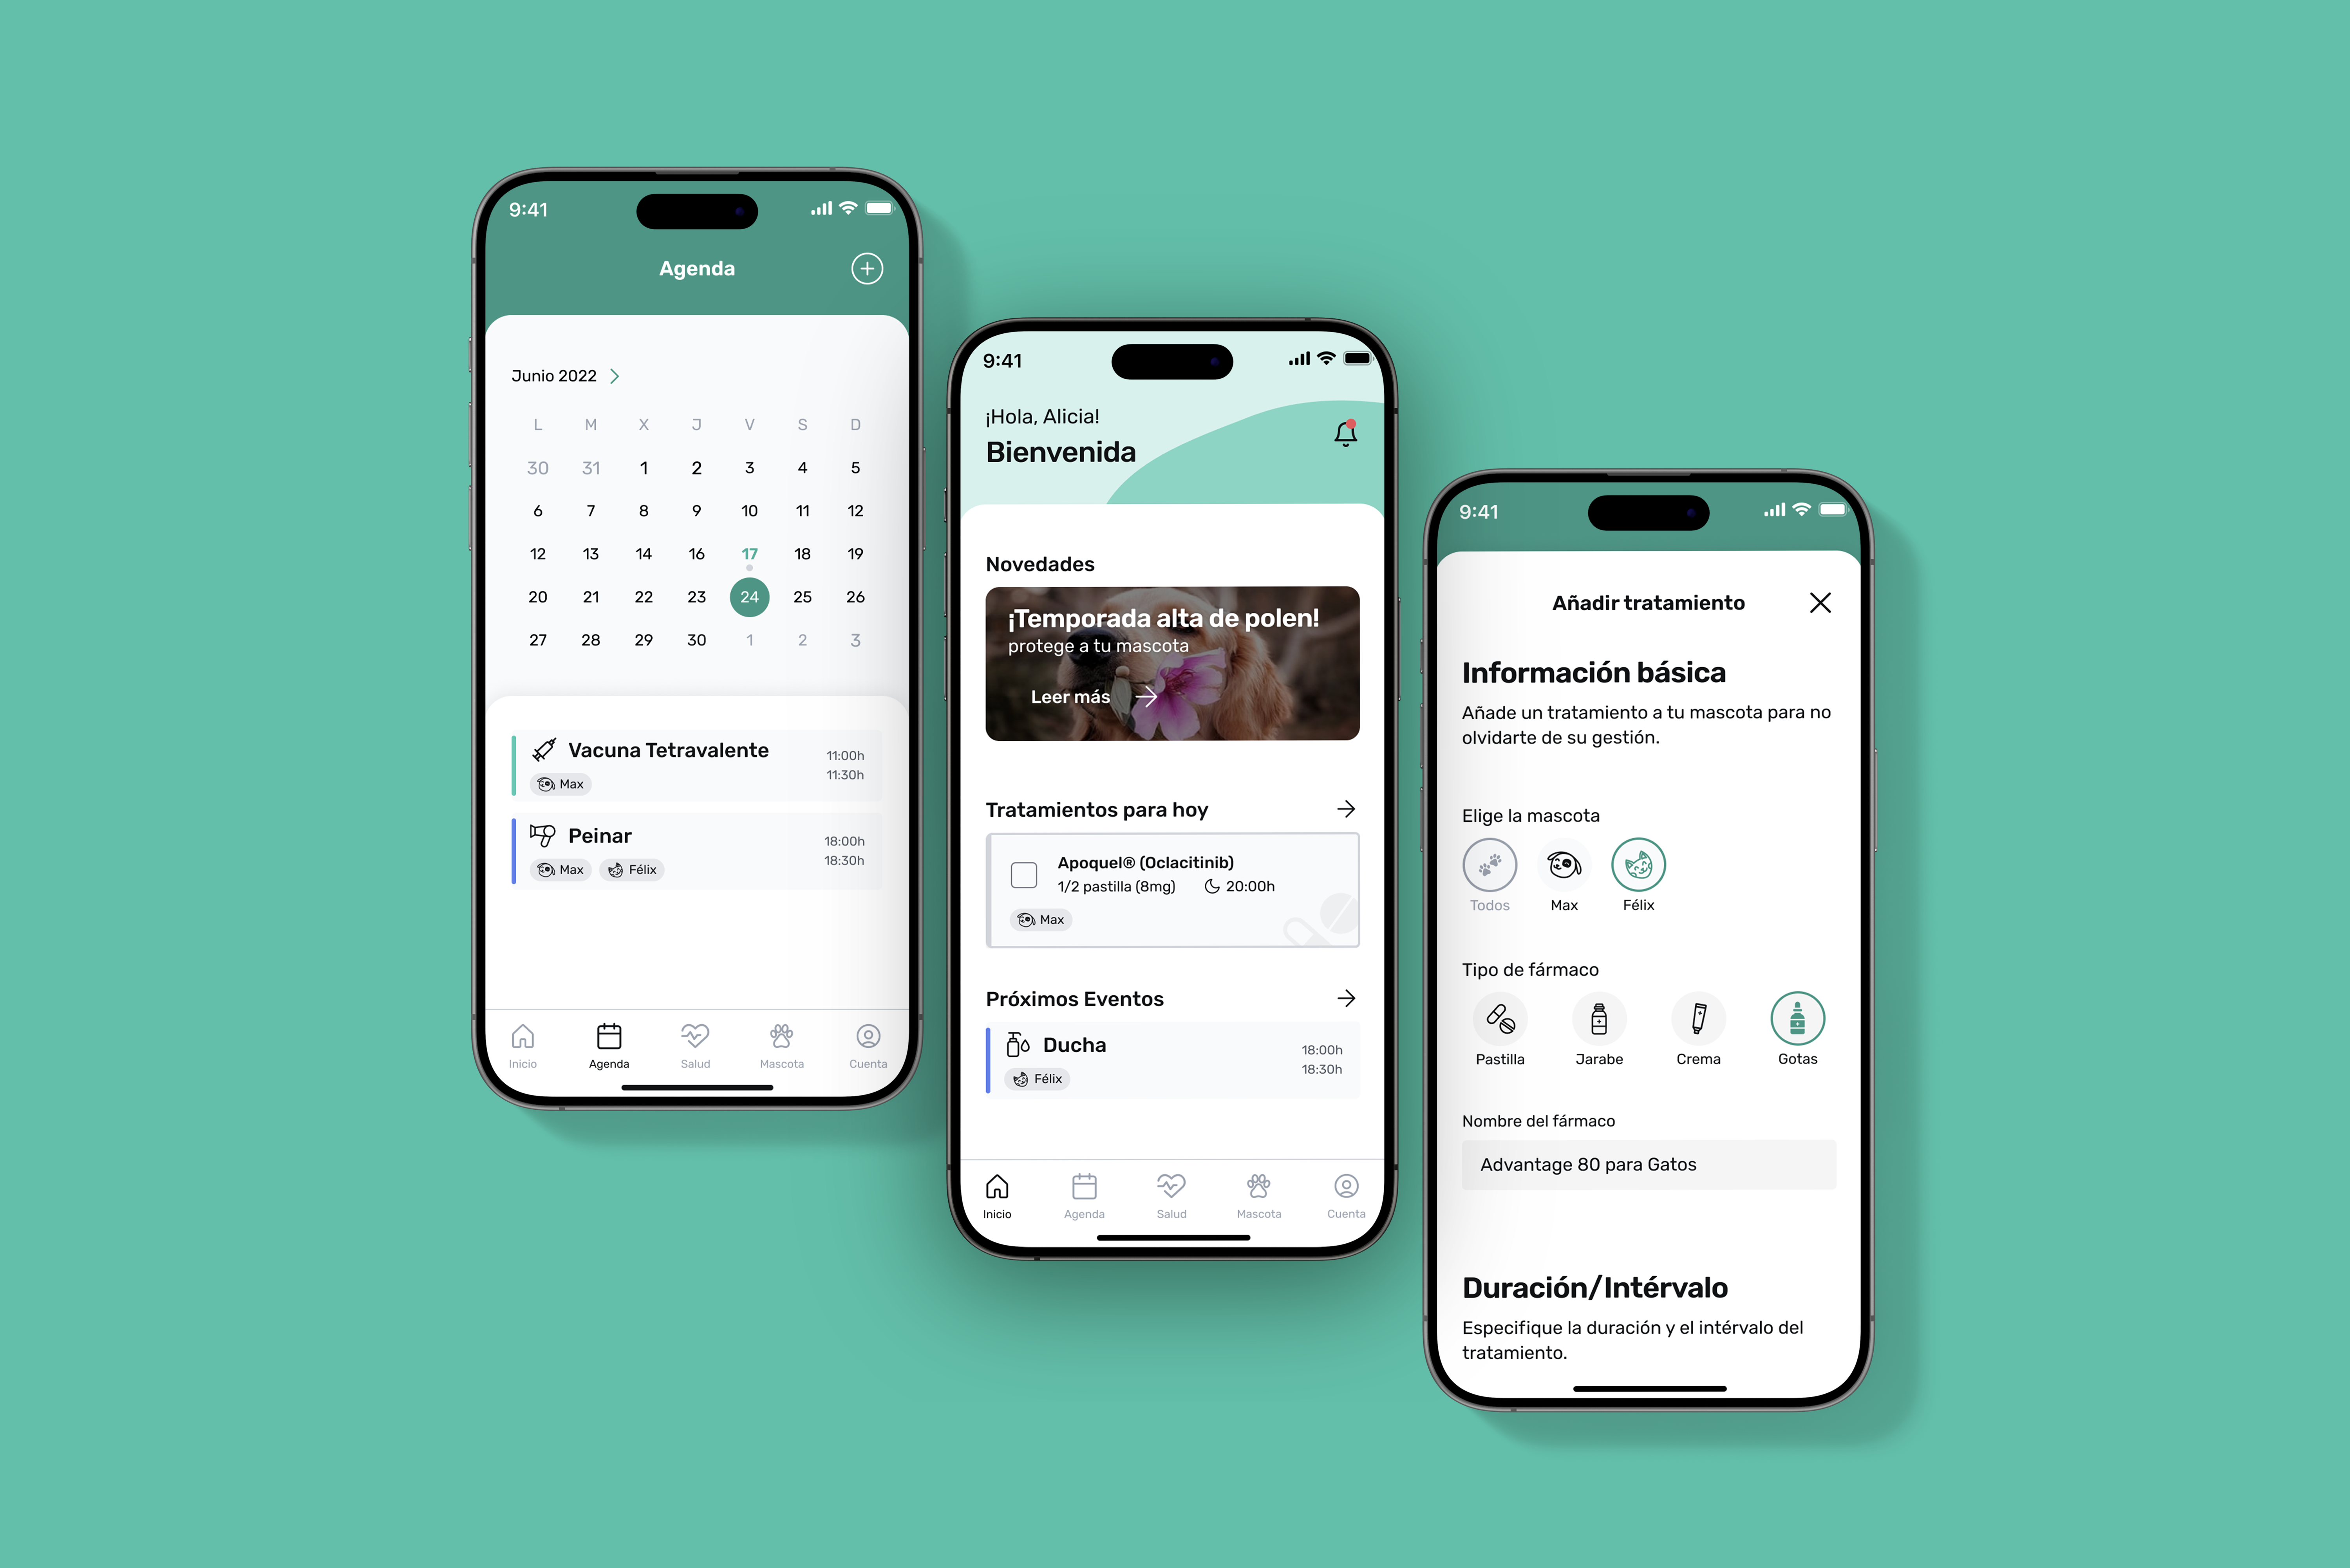 9:41
Agenda
Junio 2022
L M X J V S D
30 31 1 2 3 4 5
6 7 8 9 10 11 12
12 13 14 16 17 18 19
20 21 22 23 24 25 26
27 28 29 30 1 2 3
Vacuna Tetravalente
11:00h
11:30h
Max
Peinar
18:00h
18:30h
Max Félix
Inicio Agenda Salud Mascota Cuenta
9:41
¡Hola, Alicia!
Bienvenida
Novedades
¡Temporada alta de polen!
protege a tu mascota
Leer más
Tratamientos para hoy
Apoquel® (Oclacitinib)
1/2 pastilla (8mg) 20:00h
Max
Próximos Eventos
Ducha
18:00h
18:30h
Félix
Inicio Agenda Salud Mascota Cuenta
9:41
Añadir tratamiento
Información básica
Añade un tratamiento a tu mascota para no
olvidarte de su gestión.
Elige la mascota
Todos Max Félix
Tipo de fármaco
Pastilla Jarabe Crema Gotas
Nombre del fármaco
Advantage 80 para Gatos
Duración/Intérvalo
Especifique la duración y el intérvalo del
tratamiento.